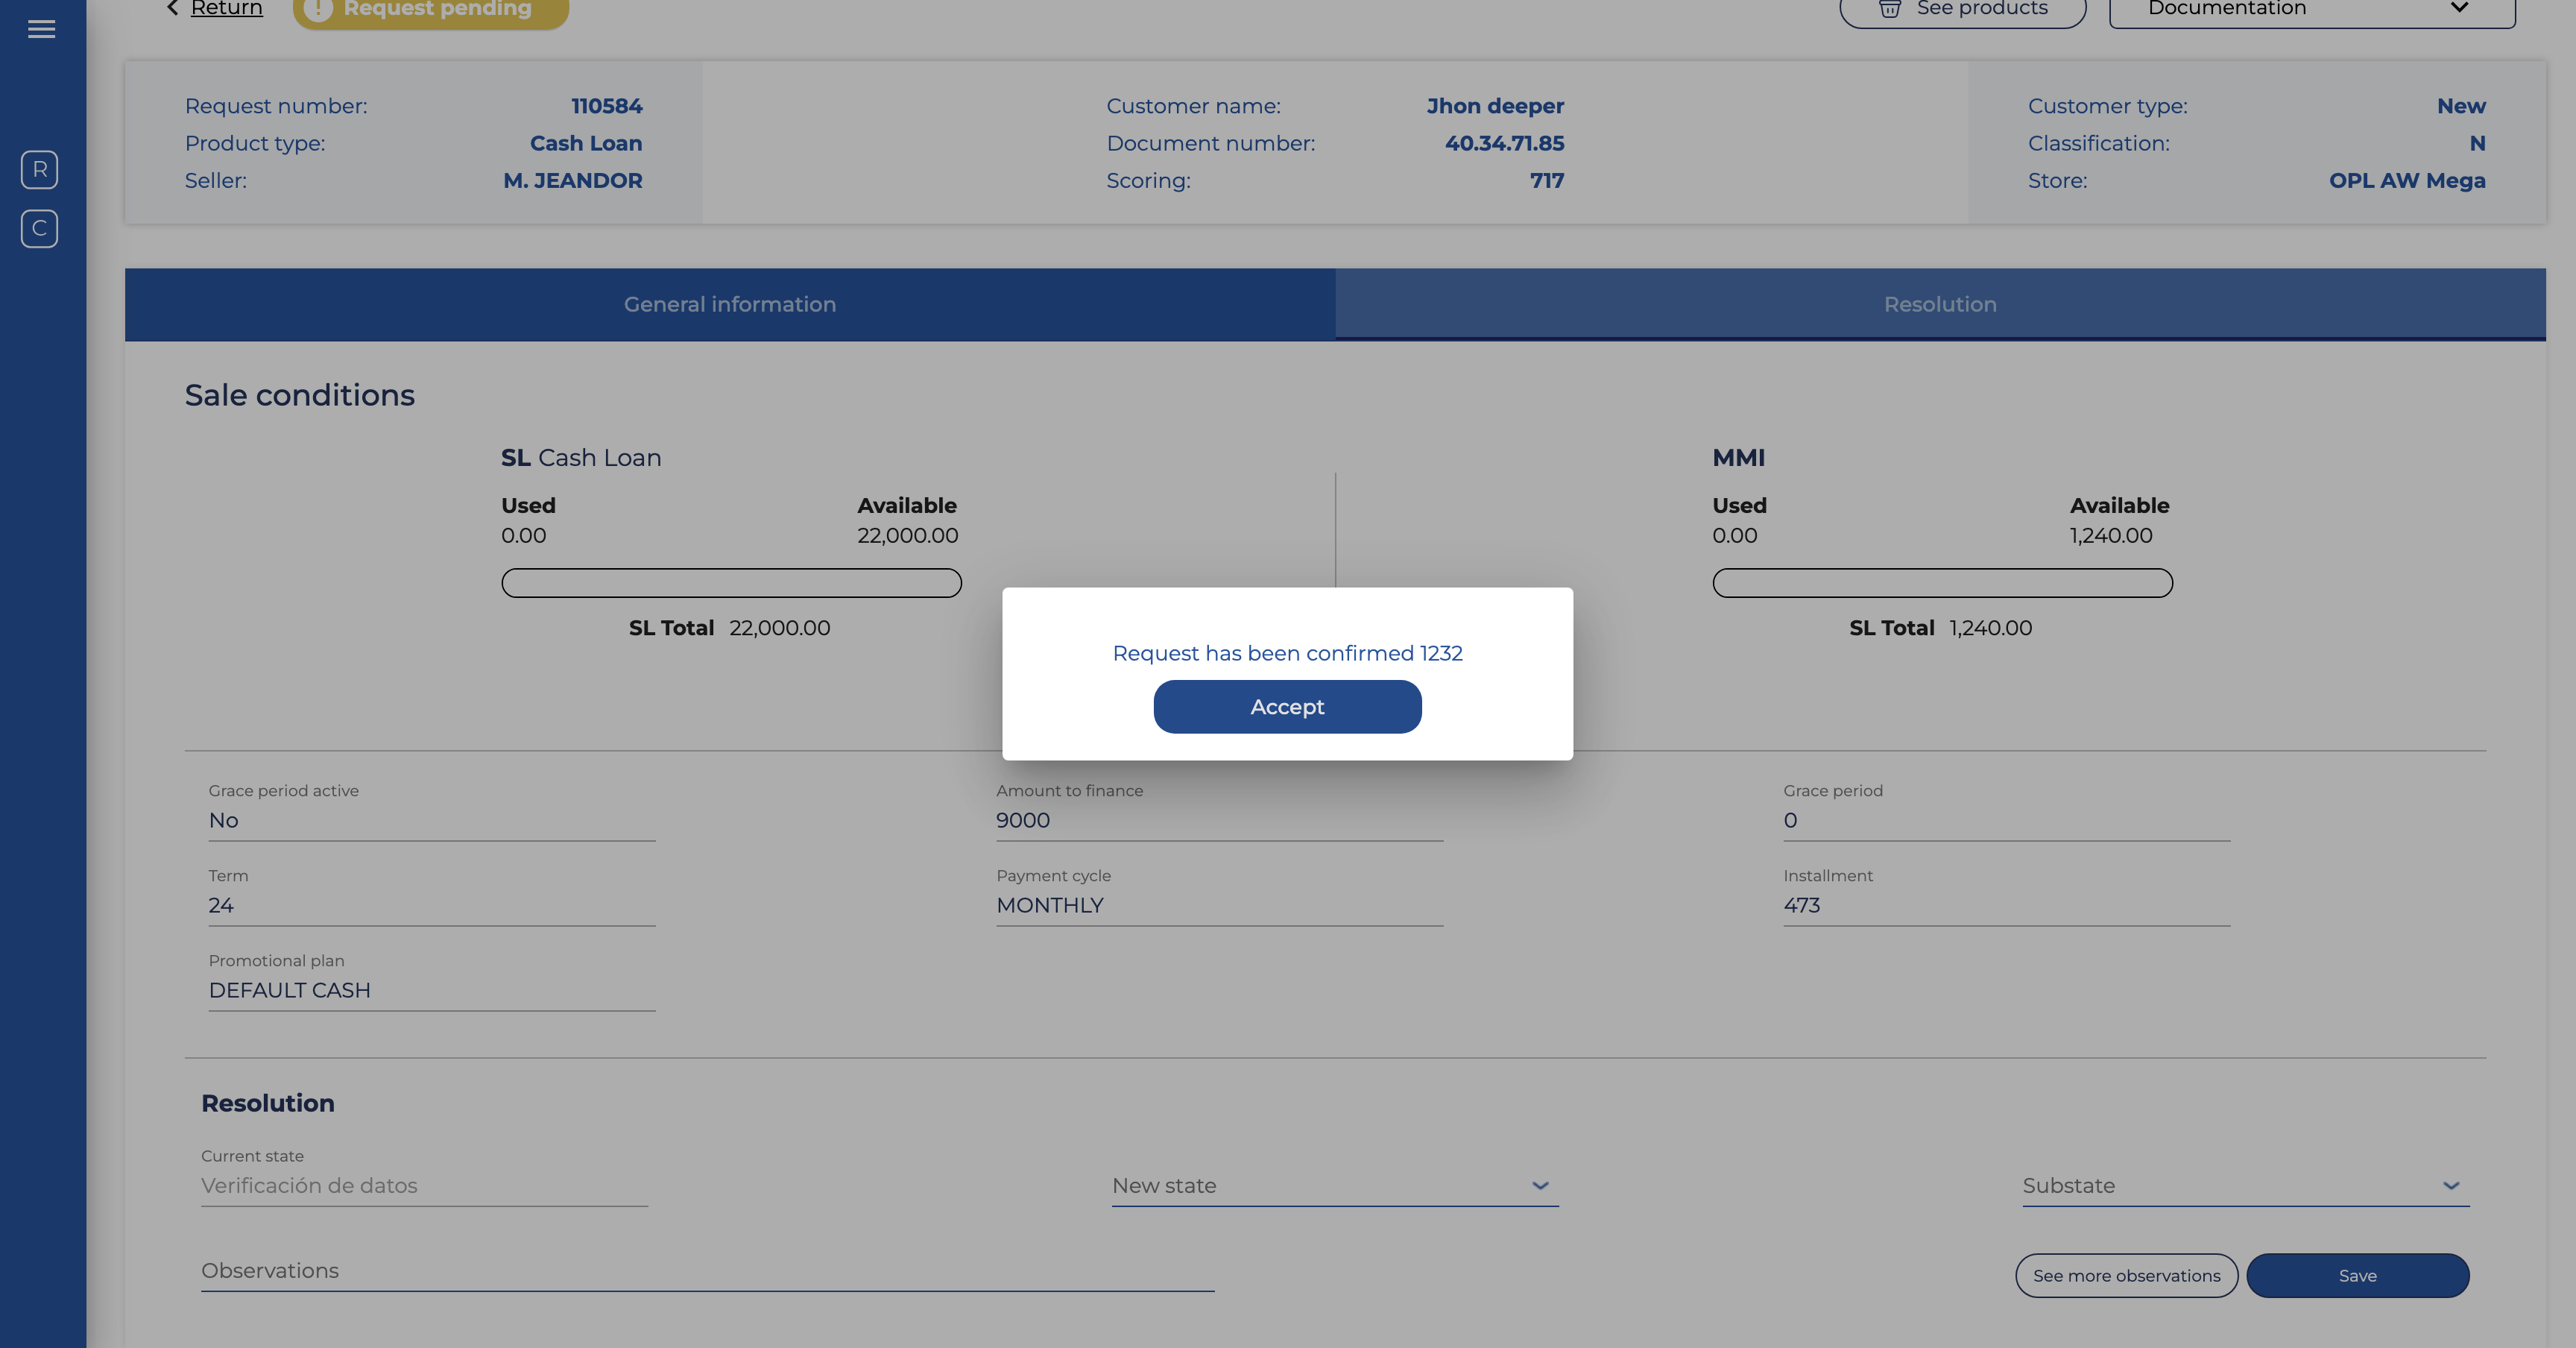 Return
! Request pending
See products
Documentation
R
C
Request number: 110584
Product type: Cash Loan
Seller: M. JEANDOR
Customer name: Jhon deeper
Document number: 40.34.71.85
Scoring: 717
Customer type: New
Classification: N
Store: OPL AW Mega
General information
Resolution
Sale conditions
SL Cash Loan
Used Available
0.00 22,000.00
SL Total 22,000.00
MMI
Used Available
0.00 1,240.00
SL Total 1,240.00
Request has been confirmed 1232
Accept
Grace period active
No
Amount to finance
9000
Grace period
0
Term
24
Payment cycle
MONTHLY
Installment
473
Promotional plan
DEFAULT CASH
Resolution
Current state
Verificación de datos
New state
Substate
Observations
See more observations
Save